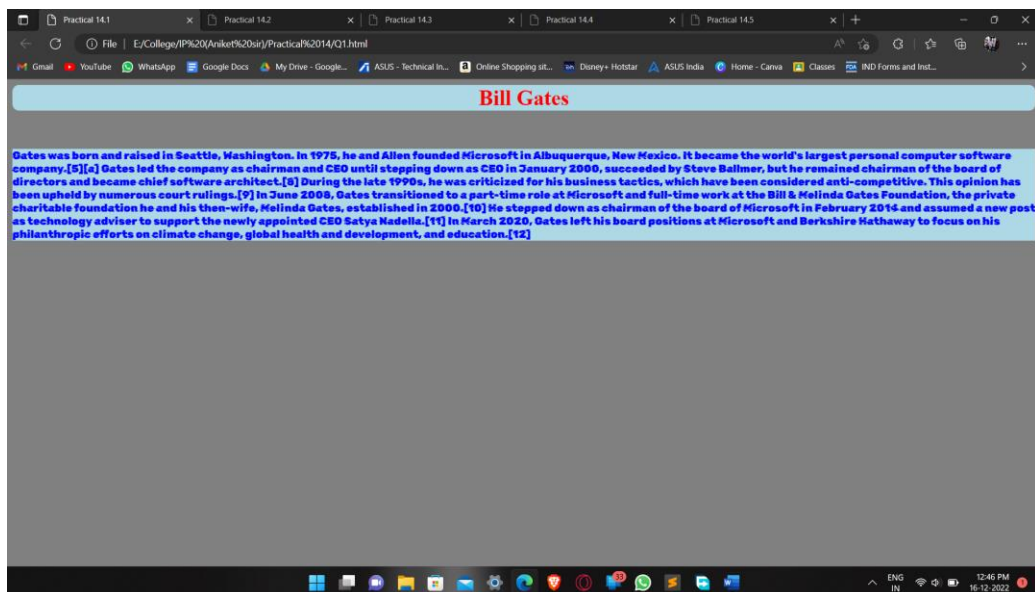 Practical 14.1
Practical 14.2
Practical 14.3
Practical 14.4
Practical 14.5
File | E:/College/IP%20(Aniket%20sir)/Practical%2014/Q1.html
Gmail YouTube WhatsApp Google Docs My Drive - Google... ASUS - Technical In... Online Shopping sit... Disney+ Hotstar ASUS India Home - Canva Classes IND Forms and Inst...
Bill Gates
Gates was born and raised in Seattle, Washington. In 1975, he and Allen founded Microsoft in Albuquerque, New Mexico. It became the world's largest personal computer software
company.[5][a] Gates led the company as chairman and CEO until stepping down as CEO in January 2000, succeeded by Steve Ballmer, but he remained chairman of the board of
directors and became chief software architect.[8] During the late 1990s, he was criticized for his business tactics, which have been considered anti-competitive. This opinion has
been upheld by numerous court rulings.[9] In June 2008, Gates transitioned to a part-time role at Microsoft and full-time work at the Bill & Melinda Gates Foundation, the private
charitable foundation he and his then-wife, Melinda Gates, established in 2000.[10] He stepped down as chairman of the board of Microsoft in February 2014 and assumed a new post
as technology adviser to support the newly appointed CEO Satya Nadella.[11] In March 2020, Gates left his board positions at Microsoft and Berkshire Hathaway to focus on his
philanthropic efforts on climate change, global health and development, and education.[12]
33
ENG
IN
12:46 PM
16-12-2022